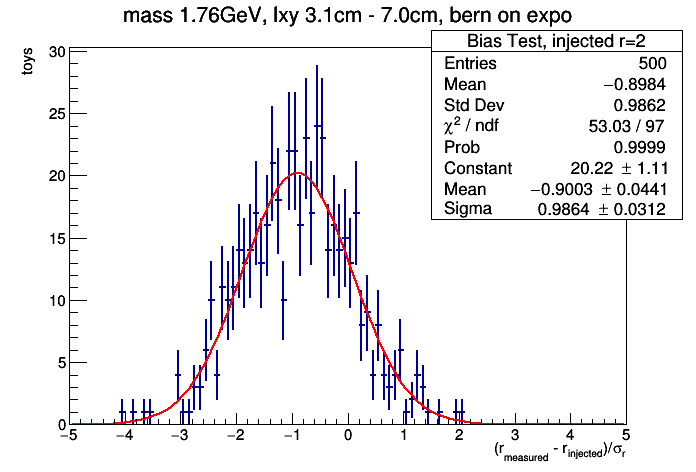 mass 1.76GeV, lxy 3.1cm - 7.0cm, bern on expo
Bias Test, injected r=2
Entries 500
Mean −0.8984
Std Dev 0.9862
χ² / ndf 53.03 / 97
Prob 0.9999
Constant 20.22 ± 1.11
Mean −0.9003 ± 0.0441
Sigma 0.9864 ± 0.0312
toys
30
25
20
15
10
5
0
−5 −4 −3 −2 −1 0 1 2 3 4 5
(r_measured - r_injected)/σ_r